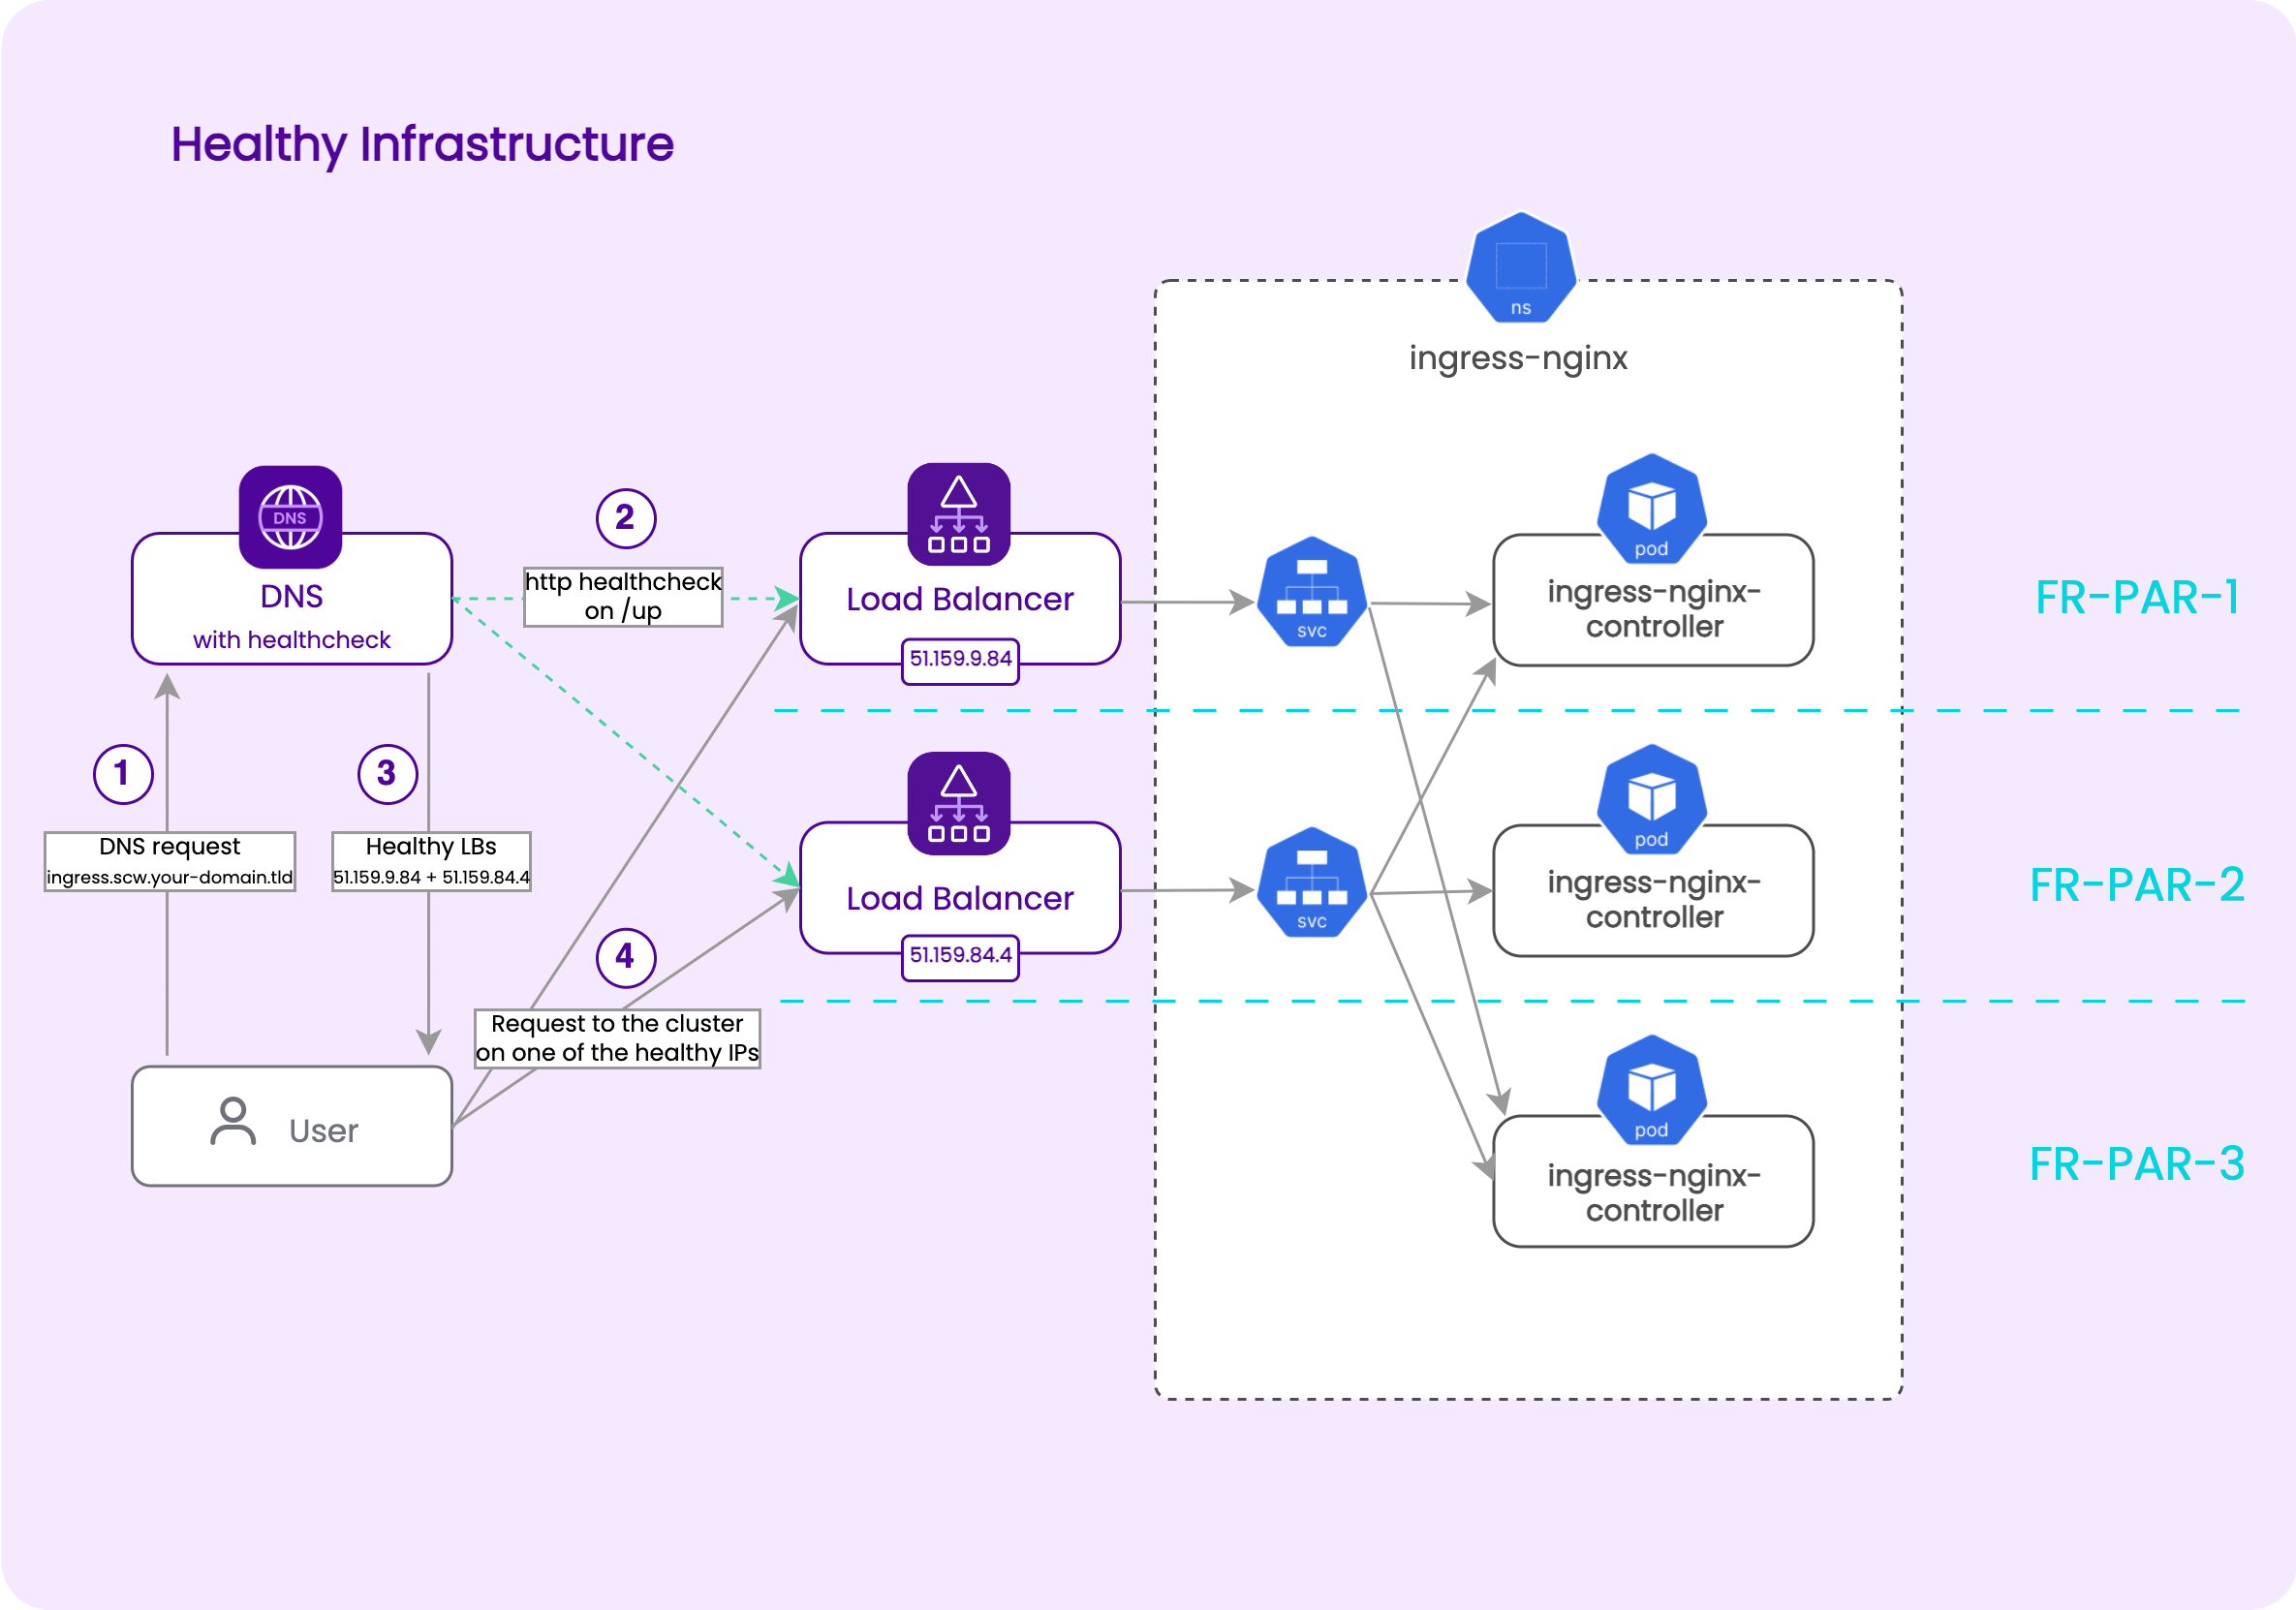 Healthy Infrastructure
ns
ingress-nginx
DNS
DNS
with healthcheck
2
http healthcheck
on /up
Load Balancer
51.159.9.84
svc
pod
ingress-nginx-
controller
FR-PAR-1
1
DNS request
ingress.scw.your-domain.tld
3
Healthy LBs
51.159.9.84 + 51.159.84.4
Load Balancer
51.159.84.4
svc
pod
ingress-nginx-
controller
FR-PAR-2
4
Request to the cluster
on one of the healthy IPs
User
pod
ingress-nginx-
controller
FR-PAR-3